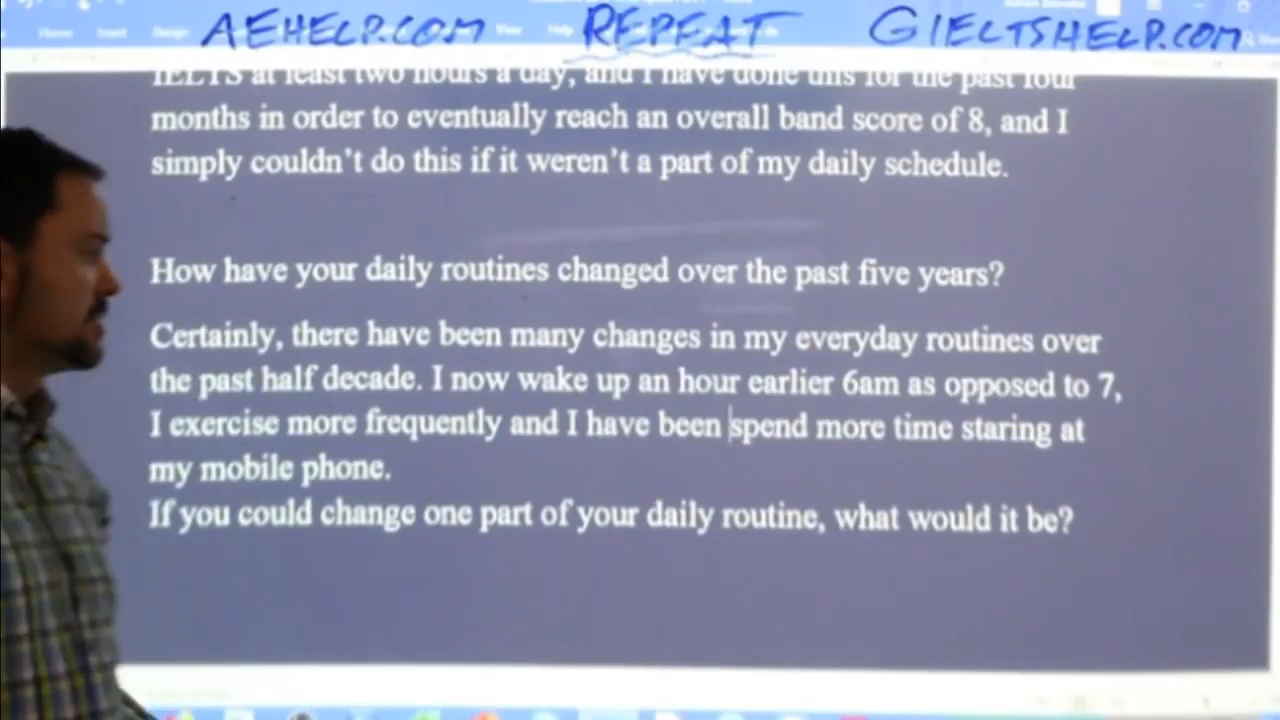 AEHELP.COM REPEAT GIELTSHELP.COM
Home Insert Design View Help
IELTS at least two hours a day, and I have done this for the past four
months in order to eventually reach an overall band score of 8, and I
simply couldn't do this if it weren't a part of my daily schedule.
How have your daily routines changed over the past five years?
Certainly, there have been many changes in my everyday routines over
the past half decade. I now wake up an hour earlier 6am as opposed to 7,
I exercise more frequently and I have been spend more time staring at
my mobile phone.
If you could change one part of your daily routine, what would it be?